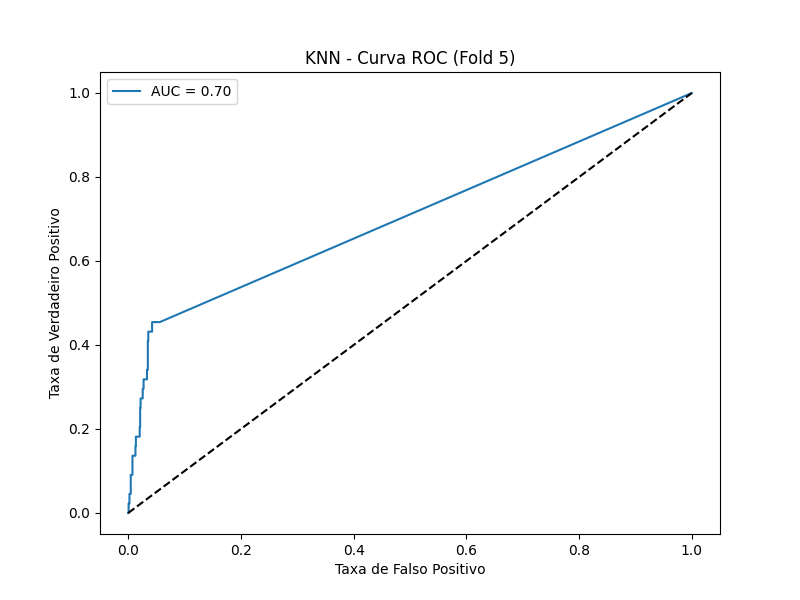 KNN - Curva ROC (Fold 5)
AUC = 0.70
1.0
0.8
0.6
0.4
0.2
0.0
Taxa de Verdadeiro Positivo
0.0 0.2 0.4 0.6 0.8 1.0
Taxa de Falso Positivo